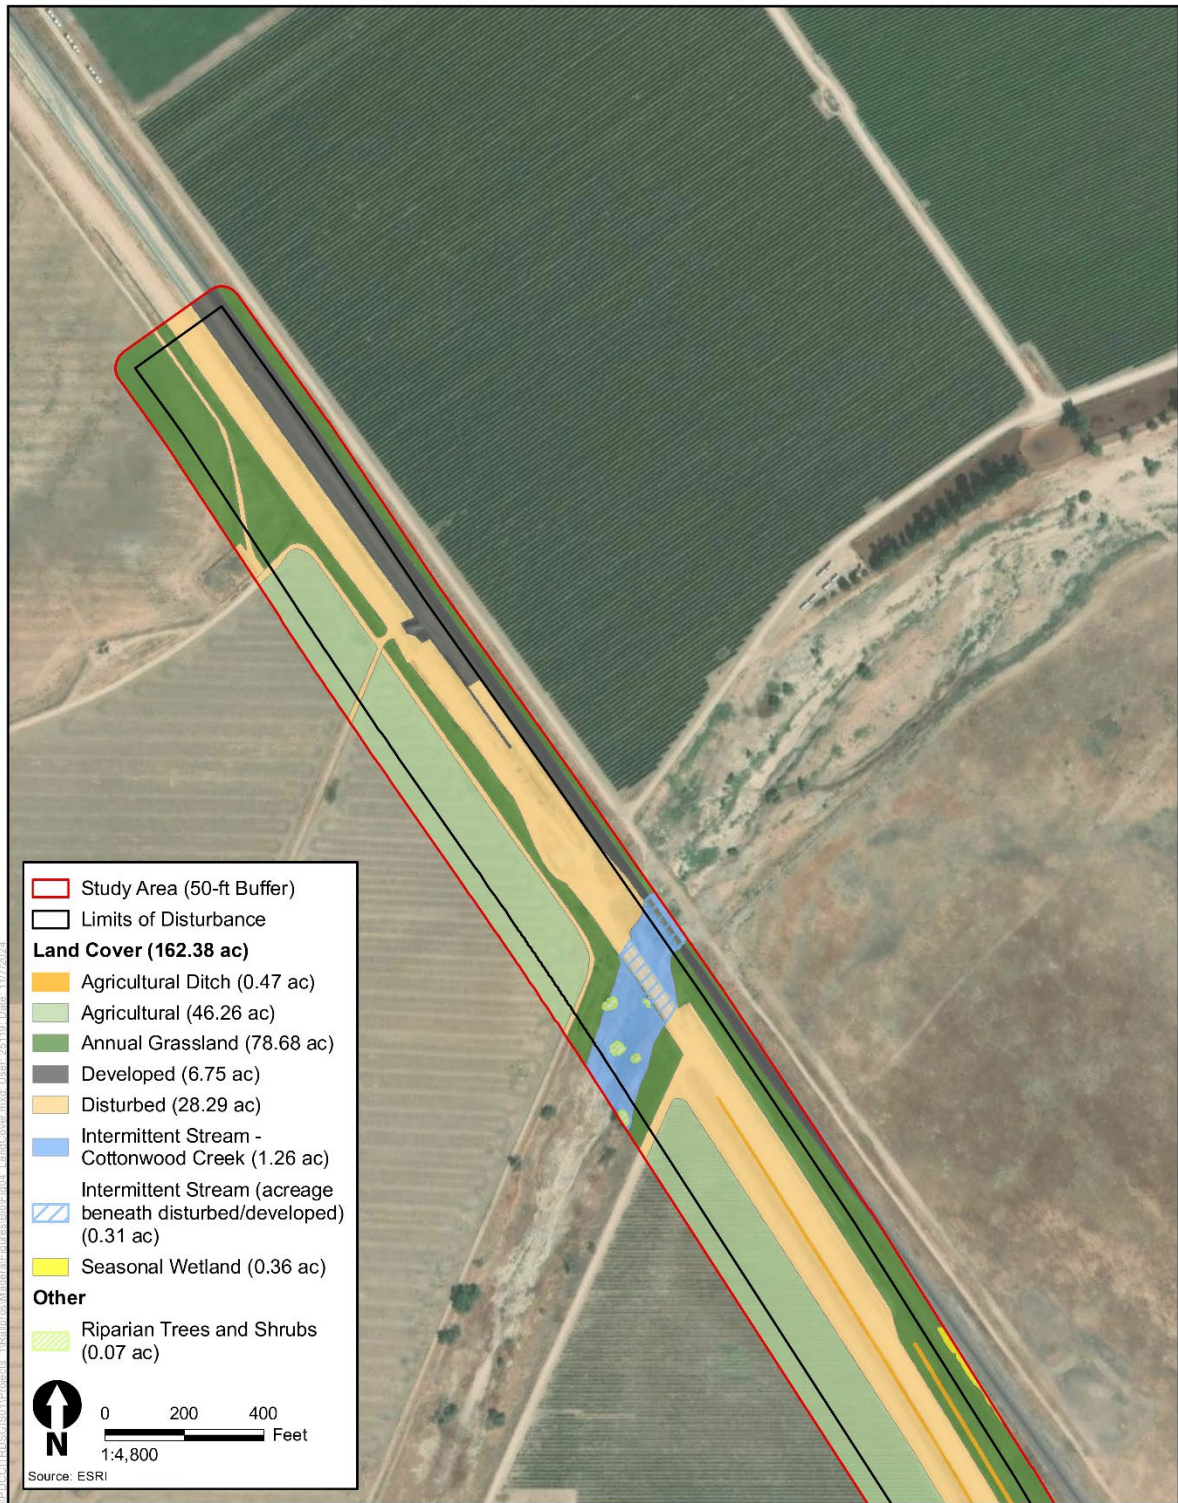 Study Area (50-ft Buffer)
Limits of Disturbance
Land Cover (162.38 ac)
Agricultural Ditch (0.47 ac)
Agricultural (46.26 ac)
Annual Grassland (78.68 ac)
Developed (6.75 ac)
Disturbed (28.29 ac)
Intermittent Stream -
Cottonwood Creek (1.26 ac)
Intermittent Stream (acreage
beneath disturbed/developed)
(0.31 ac)
Seasonal Wetland (0.36 ac)
Other
Riparian Trees and Shrubs
(0.07 ac)
N
0 200 400
Feet
1:4,800
Source: ESRI